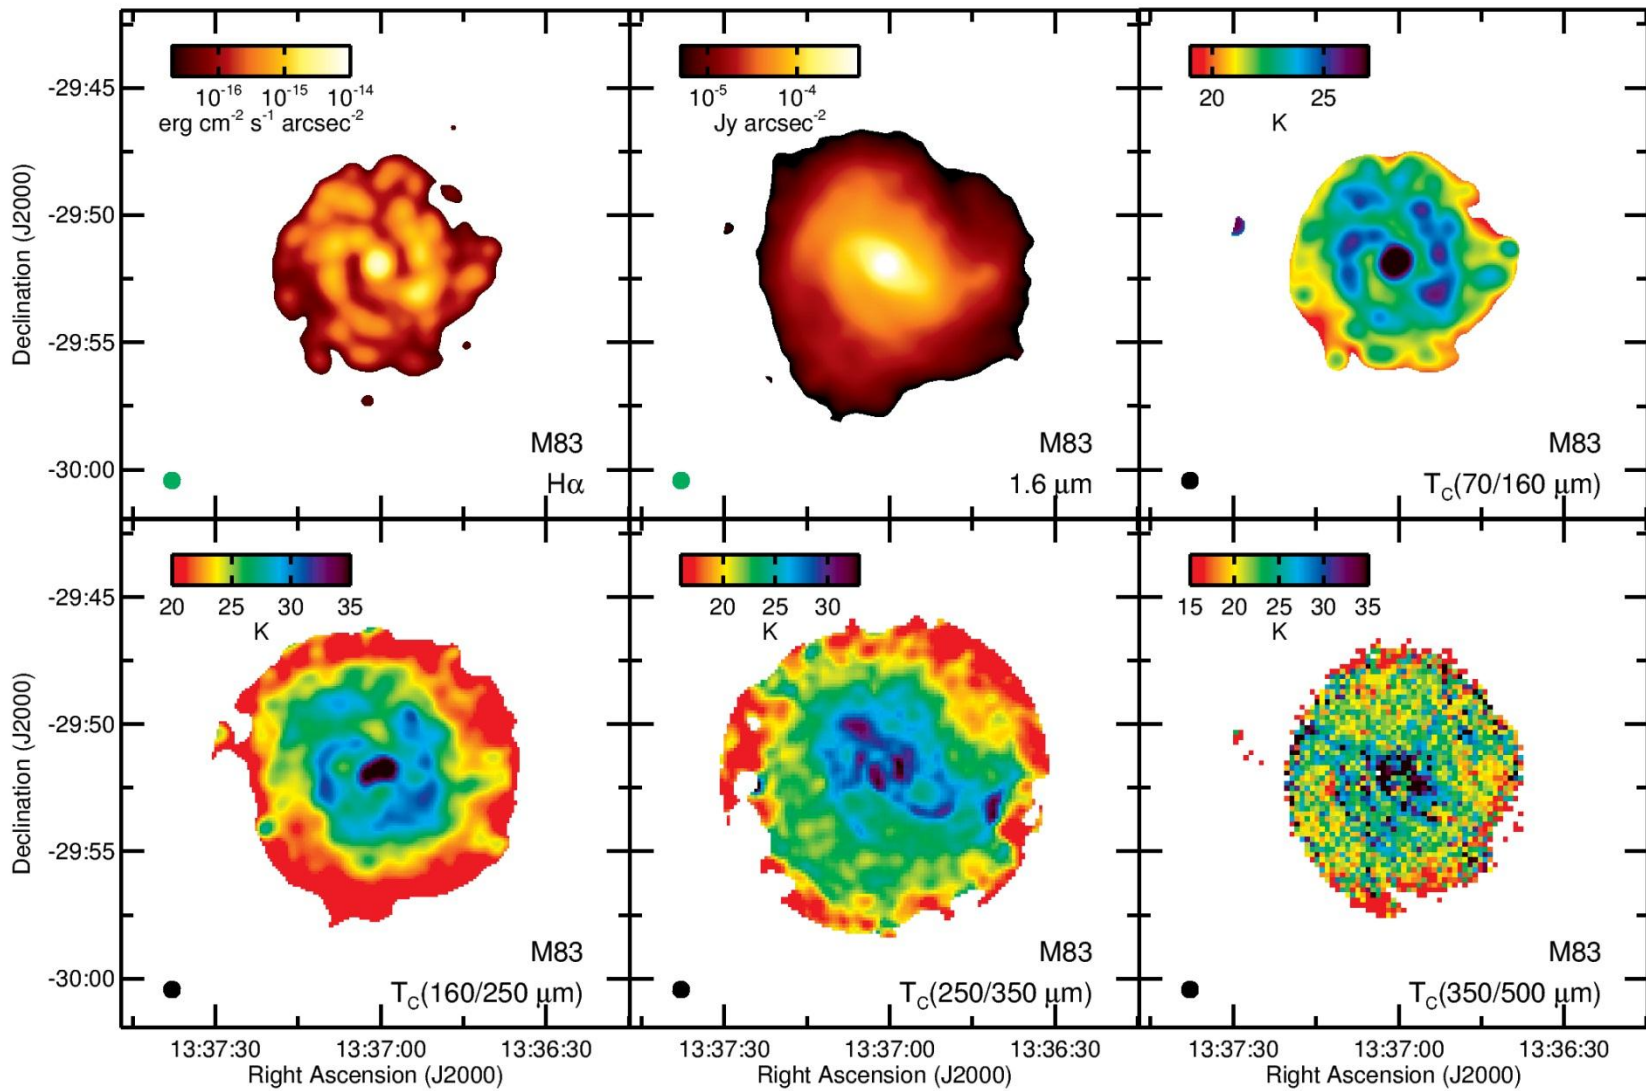 10⁻¹⁶ 10⁻¹⁵ 10⁻¹⁴
erg cm⁻² s⁻¹ arcsec⁻²
M83
Hα
10⁻⁵ 10⁻⁴
Jy arcsec⁻²
M83
1.6 μm
20 25
K
M83
T_C(70/160 μm)
-29:45
-29:50
-29:55
-30:00
Declination (J2000)
20 25 30 35
K
M83
T_C(160/250 μm)
20 25 30
K
M83
T_C(250/350 μm)
15 20 25 30 35
K
M83
T_C(350/500 μm)
-29:45
-29:50
-29:55
-30:00
Declination (J2000)
13:37:30 13:37:00 13:36:30
Right Ascension (J2000)
13:37:30 13:37:00 13:36:30
Right Ascension (J2000)
13:37:30 13:37:00 13:36:30
Right Ascension (J2000)